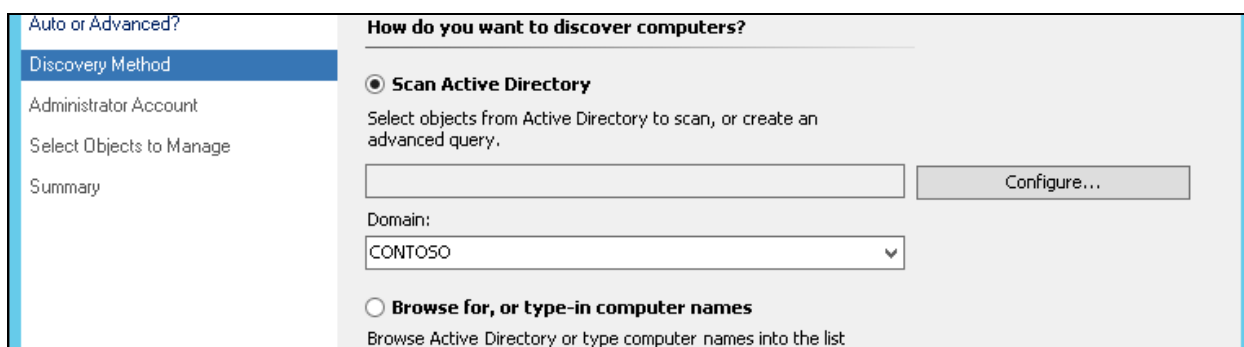 Auto or Advanced?
Discovery Method
Administrator Account
Select Objects to Manage
Summary
How do you want to discover computers?
Scan Active Directory
Select objects from Active Directory to scan, or create an
advanced query.
Configure...
Domain:
CONTOSO
Browse for, or type-in computer names
Browse Active Directory or type computer names into the list